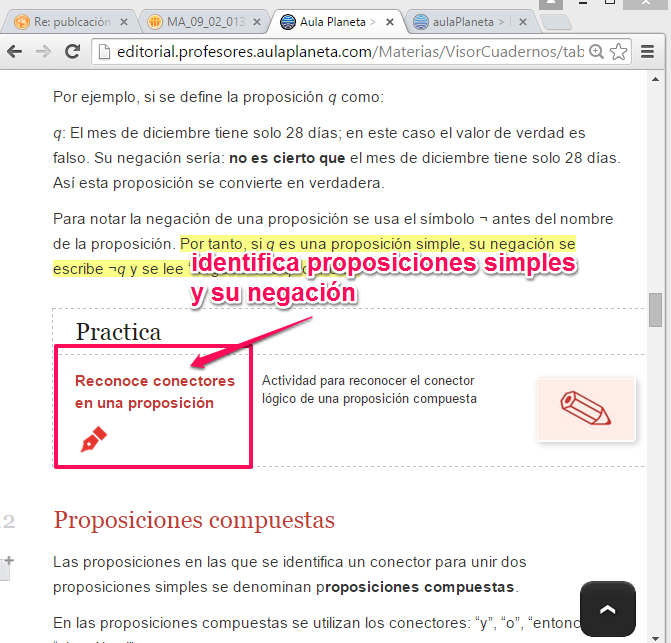 Re: publcación
MA_09_02_013
Aula Planeta >
aulaPlaneta >
editorial.profesores.aulaplaneta.com/Materias/VisorCuadernos/tab
Por ejemplo, si se define la proposición q como:
q: El mes de diciembre tiene solo 28 días; en este caso el valor de verdad es
falso. Su negación sería: no es cierto que el mes de diciembre tiene solo 28 días.
Así esta proposición se convierte en verdadera.
Para notar la negación de una proposición se usa el símbolo ¬ antes del nombre
de la proposición. Por tanto, si q es una proposición simple, su negación se
escribe ¬q y se lee
identifica proposiciones simples
y su negación
Practica
Reconoce conectores
en una proposición
Actividad para reconocer el conector
lógico de una proposición compuesta
2
Proposiciones compuestas
Las proposiciones en las que se identifica un conector para unir dos
proposiciones simples se denominan proposiciones compuestas.
En las proposiciones compuestas se utilizan los conectores: “y”, “o”, “entonc